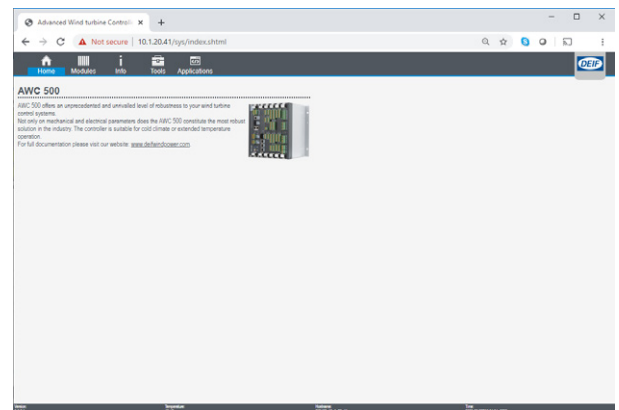 Advanced Wind turbine Controll
Not secure | 10.1.20.41/sys/index.shtml
Home Modules Info Tools Applications
DEIF
AWC 500
AWC 500 offers an unprecedented and unrivalled level of robustness to your wind turbine
control systems.
Not only on mechanical and electrical parameters does the AWC 500 constitute the most robust
solution in the industry. The controller is suitable for cold climate or extended temperature
operation.
For full documentation please visit our website: www.deifwindpower.com.
Version Temperature Hostname Time